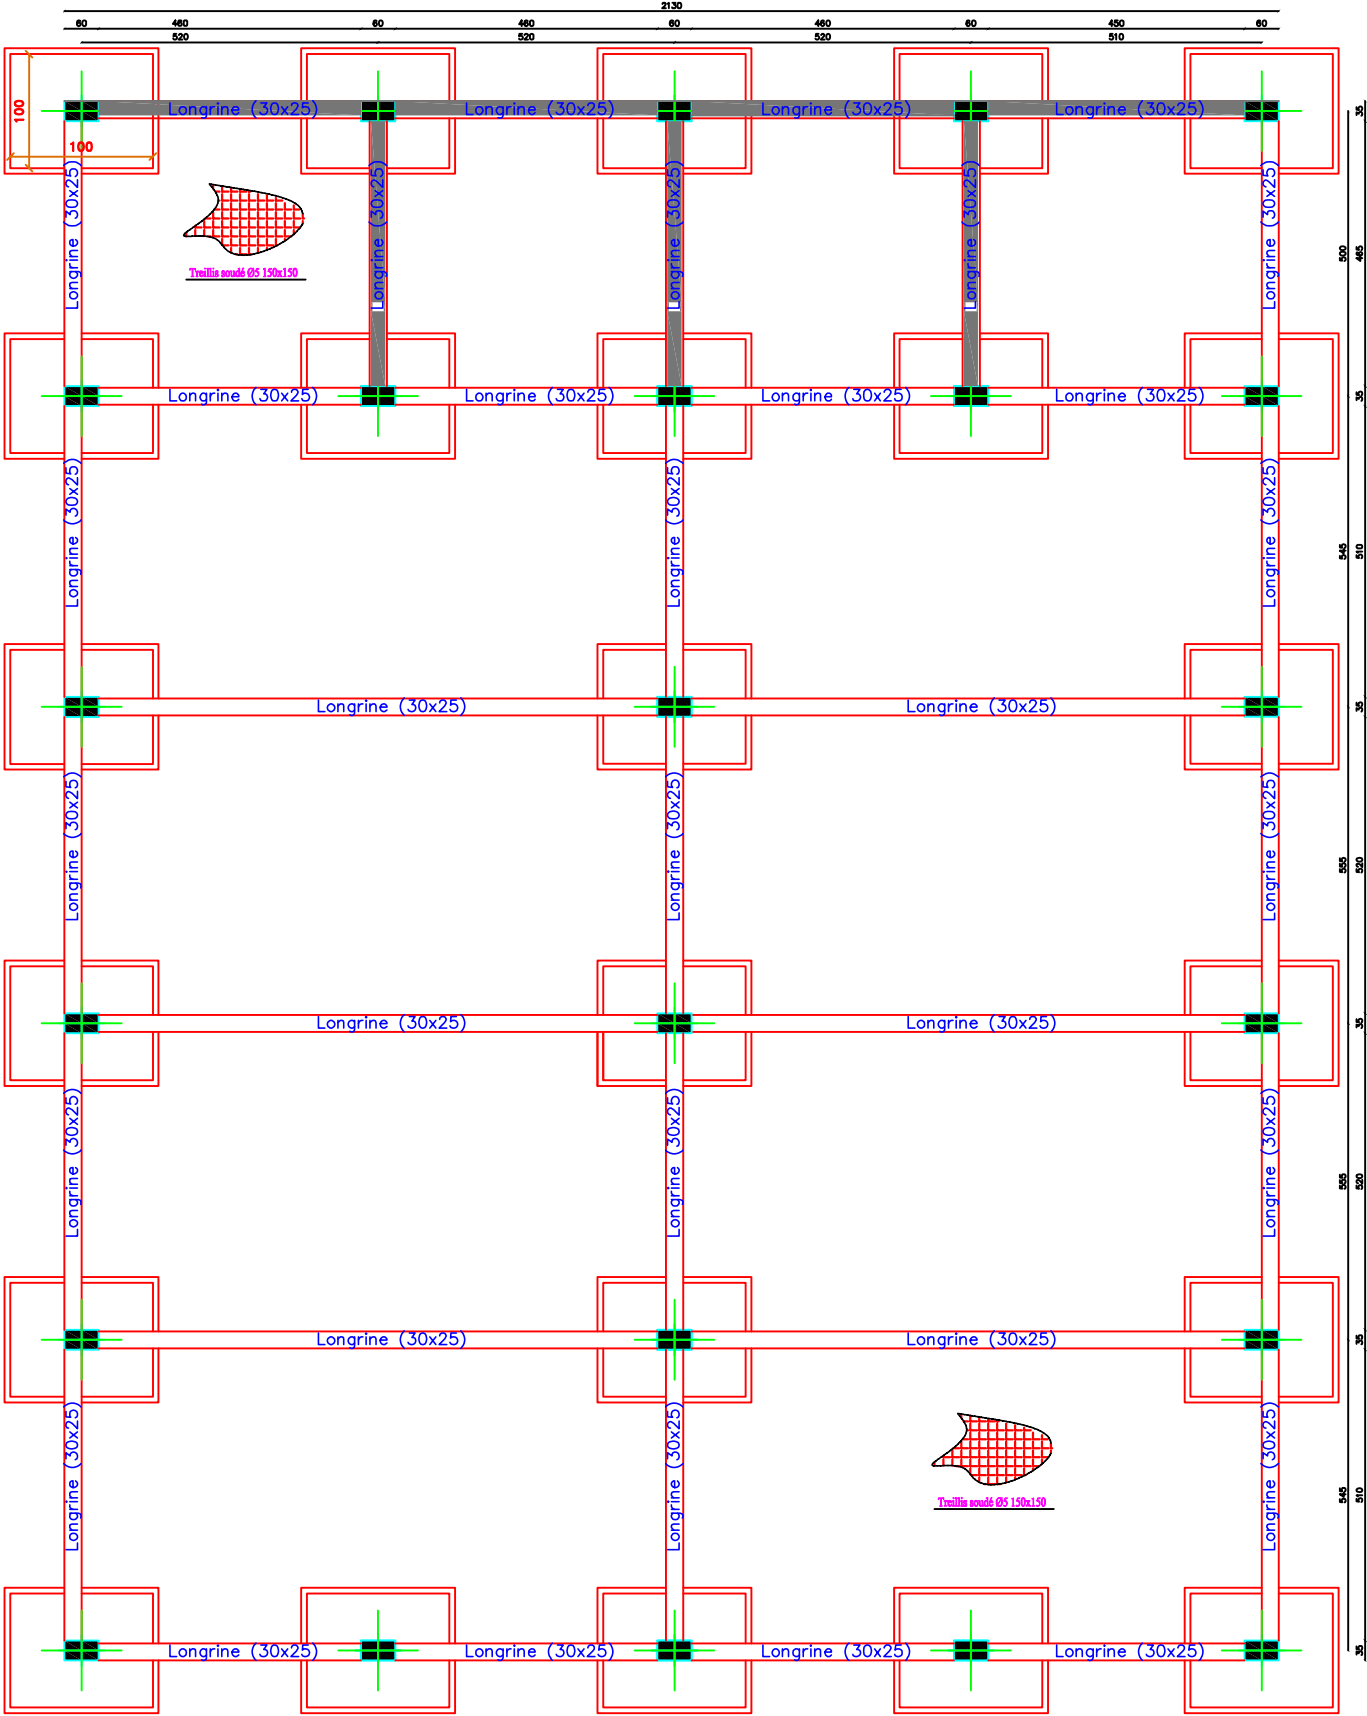 2130
60 460 60 460 60 460 60 450 60
520 520 520 510
100
100
Longrine (30x25) Longrine (30x25) Longrine (30x25) Longrine (30x25)
35
Longrine (30x25) Longrine (30x25) Longrine (30x25) Longrine (30x25) Longrine (30x25)
500 465
Treillis soudé Ø5 150x150
Longrine (30x25) Longrine (30x25) Longrine (30x25) Longrine (30x25)
35
Longrine (30x25) Longrine (30x25) Longrine (30x25)
545 510
Longrine (30x25) Longrine (30x25)
35
Longrine (30x25) Longrine (30x25) Longrine (30x25)
555 520
Longrine (30x25) Longrine (30x25)
35
Longrine (30x25) Longrine (30x25) Longrine (30x25)
555 520
Longrine (30x25) Longrine (30x25)
35
Longrine (30x25) Longrine (30x25) Longrine (30x25)
545 510
Treillis soudé Ø5 150x150
Longrine (30x25) Longrine (30x25) Longrine (30x25) Longrine (30x25)
35